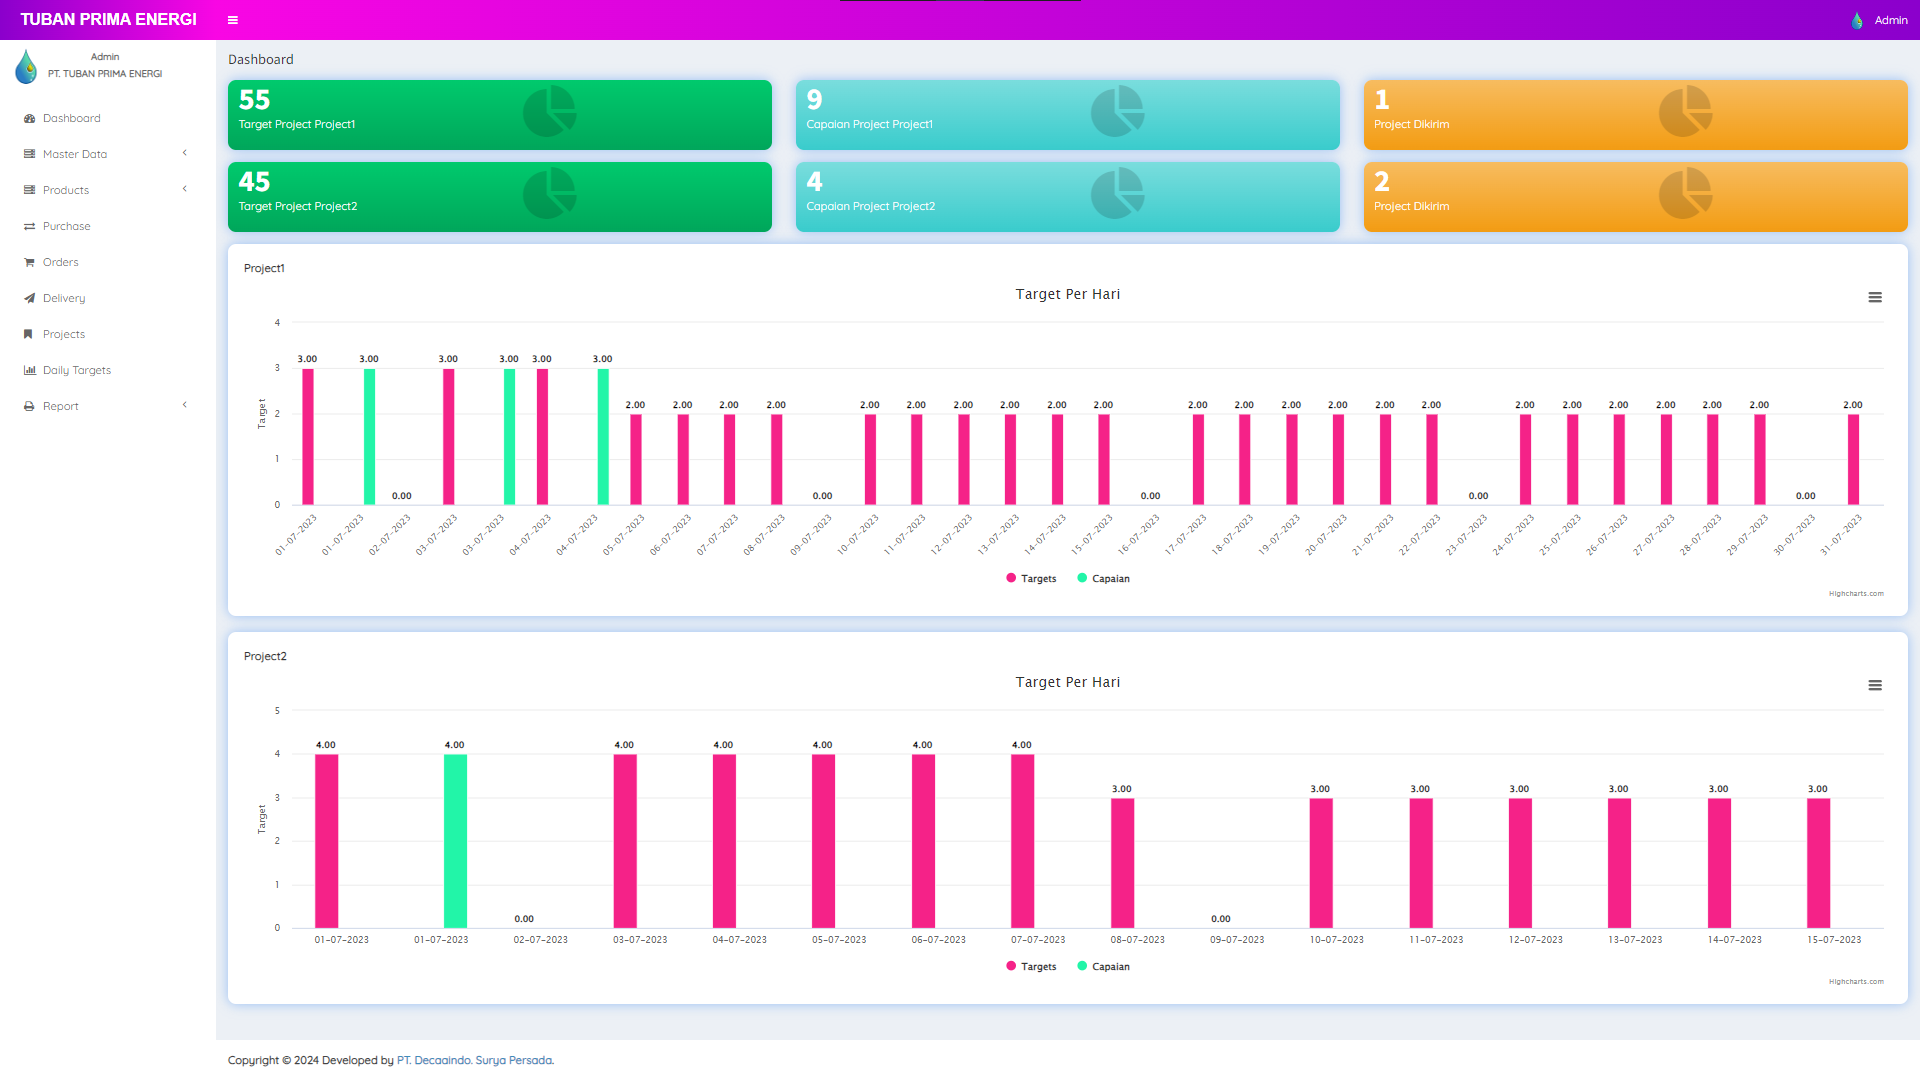 TUBAN PRIMA ENERGI
Admin
Admin
PT. TUBAN PRIMA ENERGI
Dashboard
Master Data
Products
Purchase
Orders
Delivery
Projects
Daily Targets
Report
Dashboard
55
Target Project Project1
9
Capaian Project Project1
1
Project Dikirim
45
Target Project Project2
4
Capaian Project Project2
2
Project Dikirim
Project1
Target Per Hari
Target
4
3
2
1
0
3.00 3.00 0.00 3.00 3.00 3.00 3.00 2.00 2.00 2.00 2.00 0.00 2.00 2.00 2.00 2.00 2.00 2.00 0.00 2.00 2.00 2.00 2.00 2.00 2.00 0.00 2.00 2.00 2.00 2.00 2.00 2.00 0.00 2.00
01-07-2023 01-07-2023 02-07-2023 03-07-2023 03-07-2023 04-07-2023 04-07-2023 05-07-2023 06-07-2023 07-07-2023 08-07-2023 09-07-2023 10-07-2023 11-07-2023 12-07-2023 13-07-2023 14-07-2023 15-07-2023 16-07-2023 17-07-2023 18-07-2023 19-07-2023 20-07-2023 21-07-2023 22-07-2023 23-07-2023 24-07-2023 25-07-2023 26-07-2023 27-07-2023 28-07-2023 29-07-2023 30-07-2023 31-07-2023
Targets Capaian
Highcharts.com
Project2
Target Per Hari
Target
5
4
3
2
1
0
4.00 4.00 0.00 4.00 4.00 4.00 4.00 4.00 3.00 0.00 3.00 3.00 3.00 3.00 3.00 3.00
01-07-2023 01-07-2023 02-07-2023 03-07-2023 04-07-2023 05-07-2023 06-07-2023 07-07-2023 08-07-2023 09-07-2023 10-07-2023 11-07-2023 12-07-2023 13-07-2023 14-07-2023 15-07-2023
Targets Capaian
Highcharts.com
Copyright © 2024 Developed by PT. Decaaindo. Surya Persada.